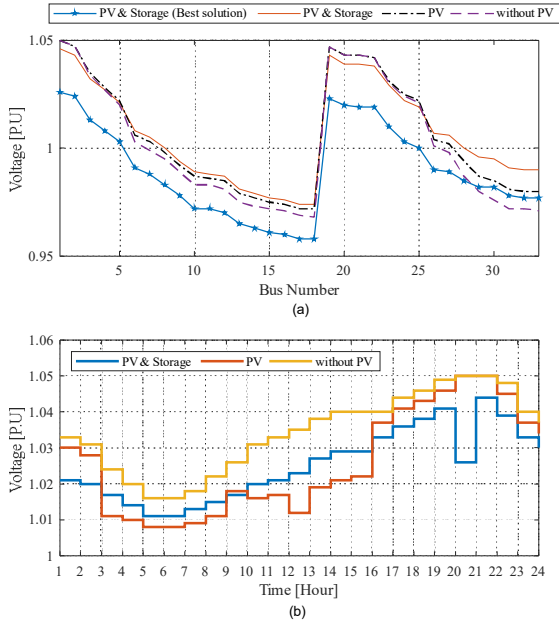 PV & Storage (Best solution) PV & Storage PV without PV
1.05
1
0.95
Voltage [P.U]
5 10 15 20 25 30
Bus Number
(a)
PV & Storage PV without PV
1.06
1.05
1.04
1.03
1.02
1.01
1
Voltage [P.U]
1 2 3 4 5 6 7 8 9 10 11 12 13 14 15 16 17 18 19 20 21 22 23 24
Time [Hour]
(b)